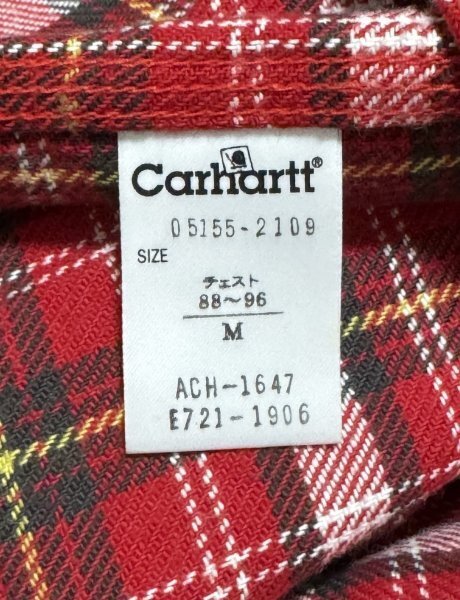 Carhartt®
05155-2109
SIZE
チェスト
88～96
M
ACH-1647
E721-1906